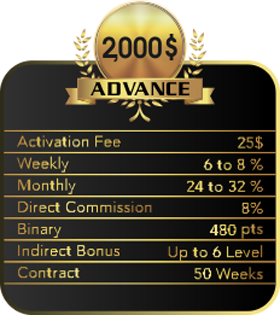 2,000$
ADVANCE
Activation Fee 25$
Weekly 6 to 8 %
Monthly 24 to 32 %
Direct Commission 8%
Binary 480 pts
Indirect Bonus Up to 6 Level
Contract 50 Weeks